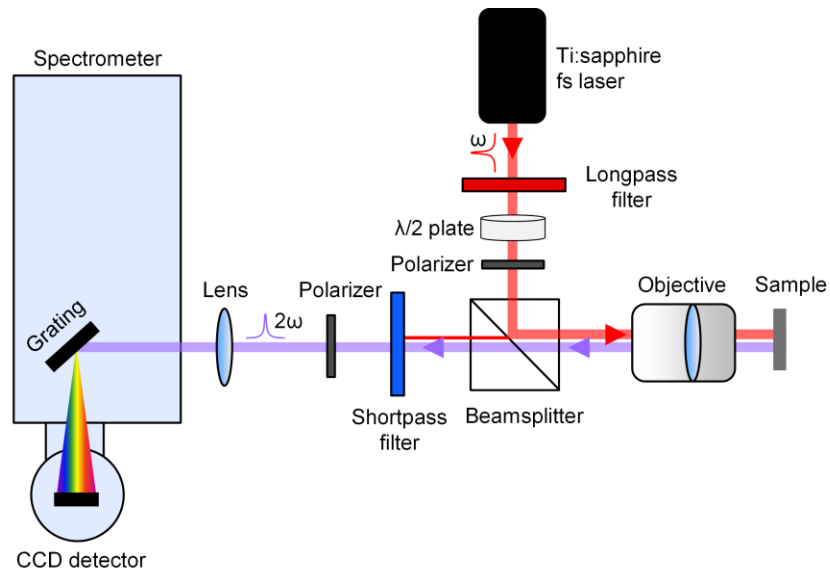 Spectrometer
Ti:sapphire
fs laser
ω
Longpass
filter
λ/2 plate
Polarizer
Lens
Polarizer
Objective
Sample
2ω
Grating
Shortpass
filter
Beamsplitter
CCD detector